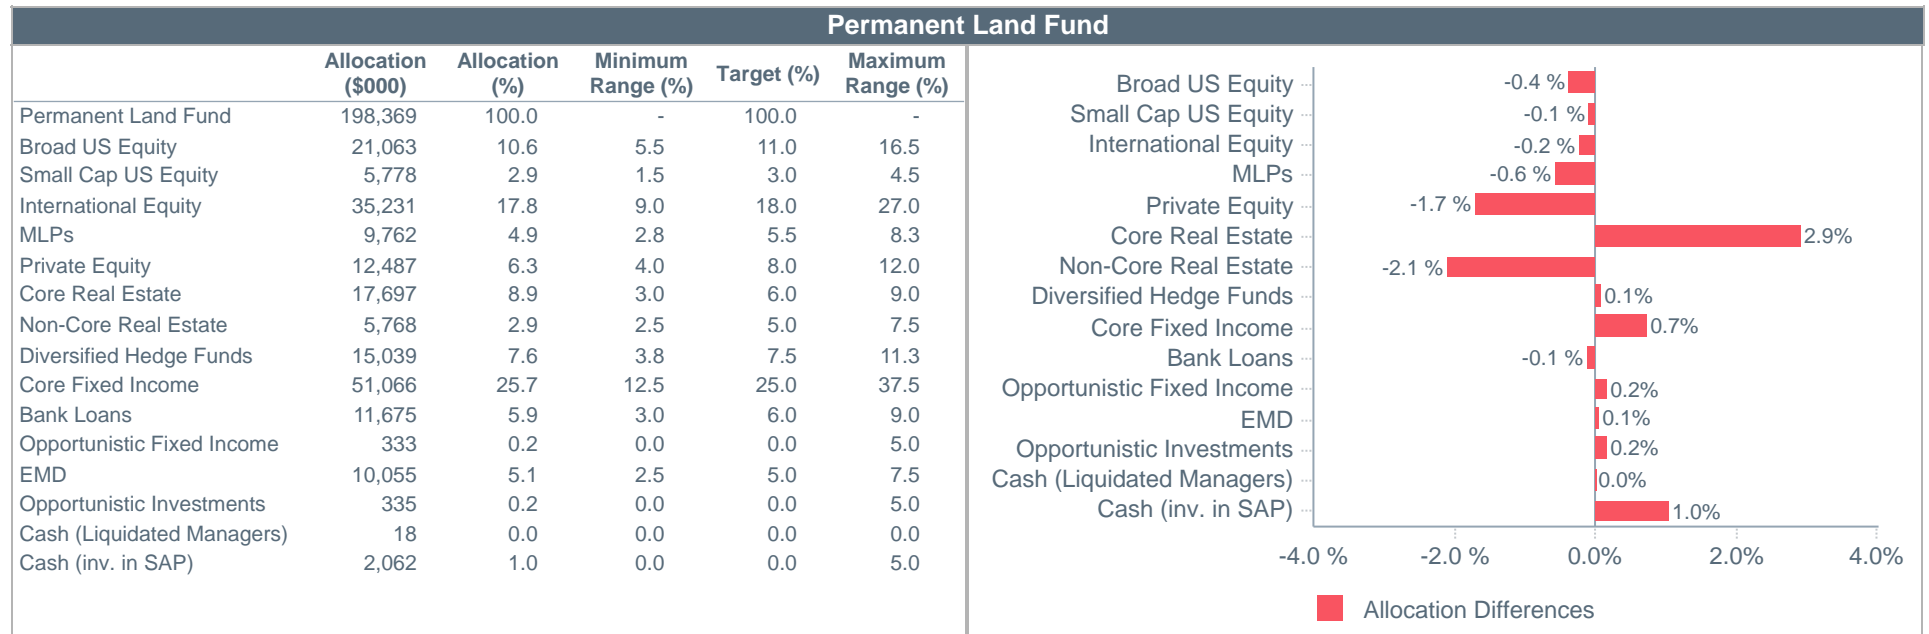 Permanent Land Fund
Allocation ($000) Allocation (%) Minimum Range (%) Target (%) Maximum Range (%)
Permanent Land Fund 198,369 100.0 - 100.0 -
Broad US Equity 21,063 10.6 5.5 11.0 16.5
Small Cap US Equity 5,778 2.9 1.5 3.0 4.5
International Equity 35,231 17.8 9.0 18.0 27.0
MLPs 9,762 4.9 2.8 5.5 8.3
Private Equity 12,487 6.3 4.0 8.0 12.0
Core Real Estate 17,697 8.9 3.0 6.0 9.0
Non-Core Real Estate 5,768 2.9 2.5 5.0 7.5
Diversified Hedge Funds 15,039 7.6 3.8 7.5 11.3
Core Fixed Income 51,066 25.7 12.5 25.0 37.5
Bank Loans 11,675 5.9 3.0 6.0 9.0
Opportunistic Fixed Income 333 0.2 0.0 0.0 5.0
EMD 10,055 5.1 2.5 5.0 7.5
Opportunistic Investments 335 0.2 0.0 0.0 5.0
Cash (Liquidated Managers) 18 0.0 0.0 0.0 0.0
Cash (inv. in SAP) 2,062 1.0 0.0 0.0 5.0
Broad US Equity -0.4 %
Small Cap US Equity -0.1 %
International Equity -0.2 %
MLPs -0.6 %
Private Equity -1.7 %
Core Real Estate 2.9%
Non-Core Real Estate -2.1 %
Diversified Hedge Funds 0.1%
Core Fixed Income 0.7%
Bank Loans -0.1 %
Opportunistic Fixed Income 0.2%
EMD 0.1%
Opportunistic Investments 0.2%
Cash (Liquidated Managers) 0.0%
Cash (inv. in SAP) 1.0%
-4.0 % -2.0 % 0.0% 2.0% 4.0%
Allocation Differences